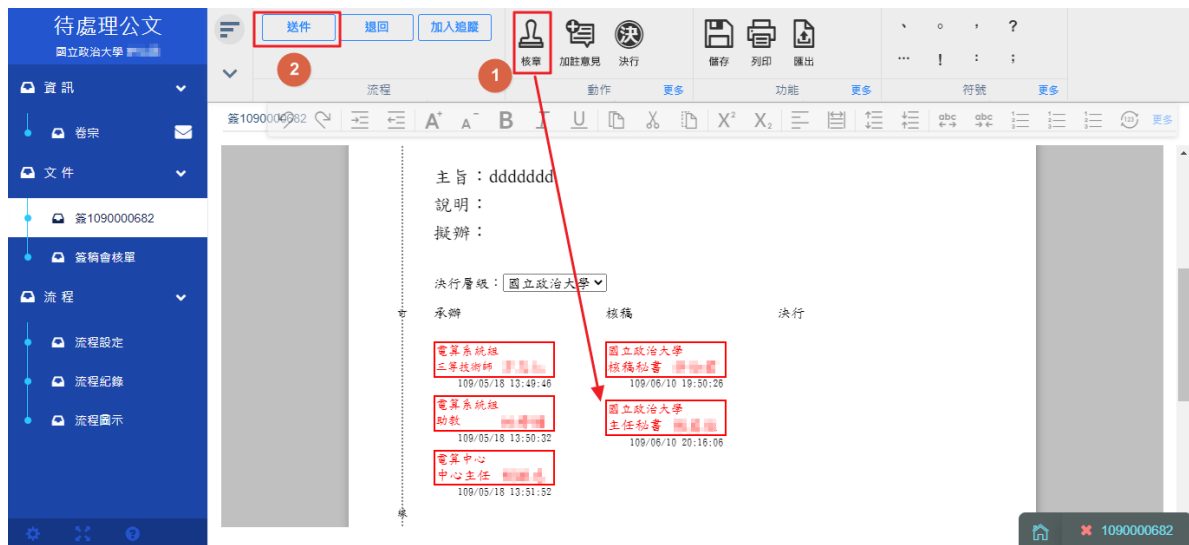 待處理公文
國立政治大學
資訊
卷宗
文件
簽1090000682
簽稿會核單
流程
流程設定
流程紀錄
流程圖示
送件
退回
加入追蹤
2
流程
1
核章
加註意見
決
決行
動作
更多
儲存
列印
匯出
功能
更多
、 。 , ?
… ! : ;
符號
更多
簽1090000682
A+ A- B I U X² X₂ abc abc 123 更多
主旨:ddddddd
說明:
擬辦:
決行層級:國立政治大學
訂
承辦 核稿 決行
電算系統組
三等技術師
109/05/18 13:49:46
電算系統組
助教
109/05/18 13:50:32
電算中心
中心主任
109/05/18 13:51:52
國立政治大學
核稿秘書
109/06/10 19:50:26
國立政治大學
主任秘書
109/06/10 20:16:06
線
1090000682